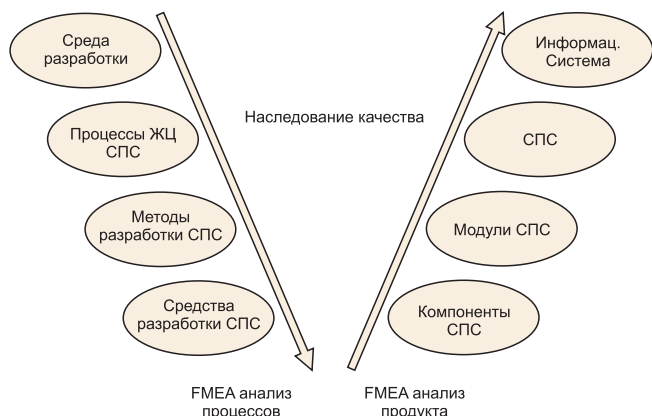 Среда
разработки
Процессы ЖЦ
СПС
Методы
разработки СПС
Средства
разработки СПС
FMEA анализ
процессов
Наследование качества
Информац.
Система
СПС
Модули СПС
Компоненты
СПС
FMEA анализ
продукта